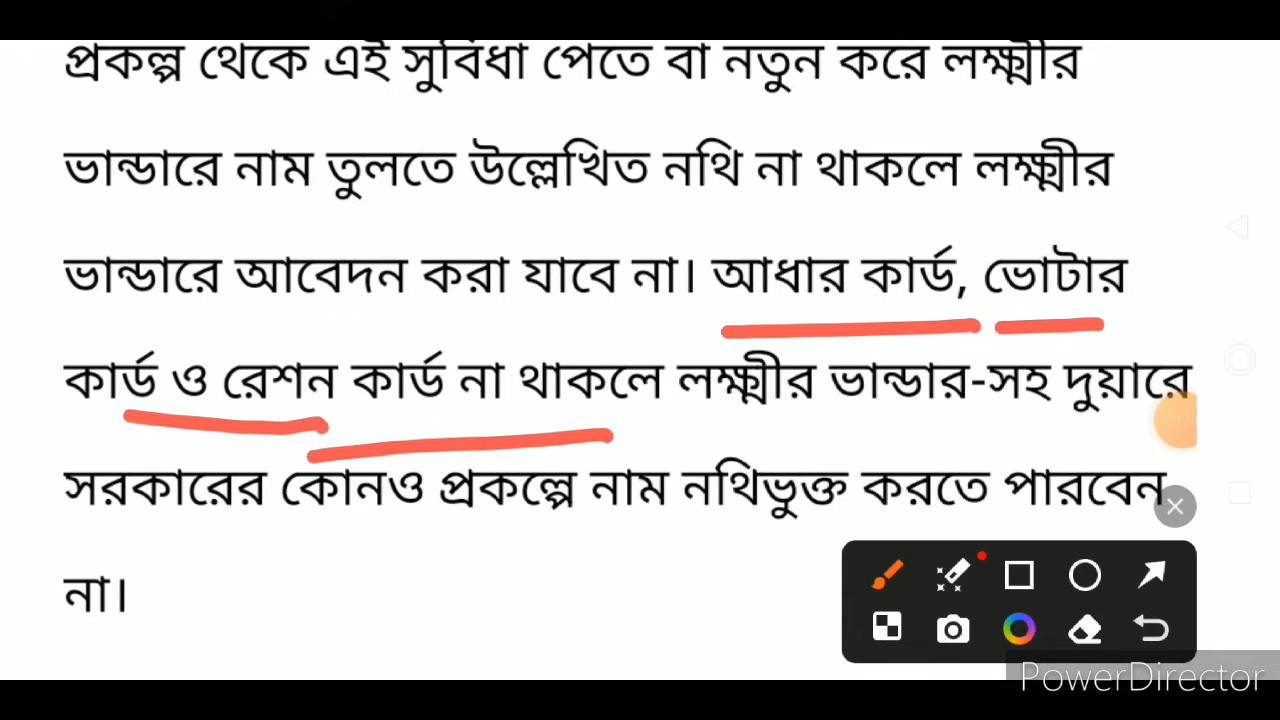 প্রকল্প থেকে এই সুবিধা পেতে বা নতুন করে লক্ষ্মীর
ভান্ডারে নাম তুলতে উল্লেখিত নথি না থাকলে লক্ষ্মীর
ভান্ডারে আবেদন করা যাবে না। আধার কার্ড, ভোটার
কার্ড ও রেশন কার্ড না থাকলে লক্ষ্মীর ভান্ডার-সহ দুয়ারে
সরকারের কোনও প্রকল্পে নাম নথিভুক্ত করতে পারবেন
না।
PowerDirector